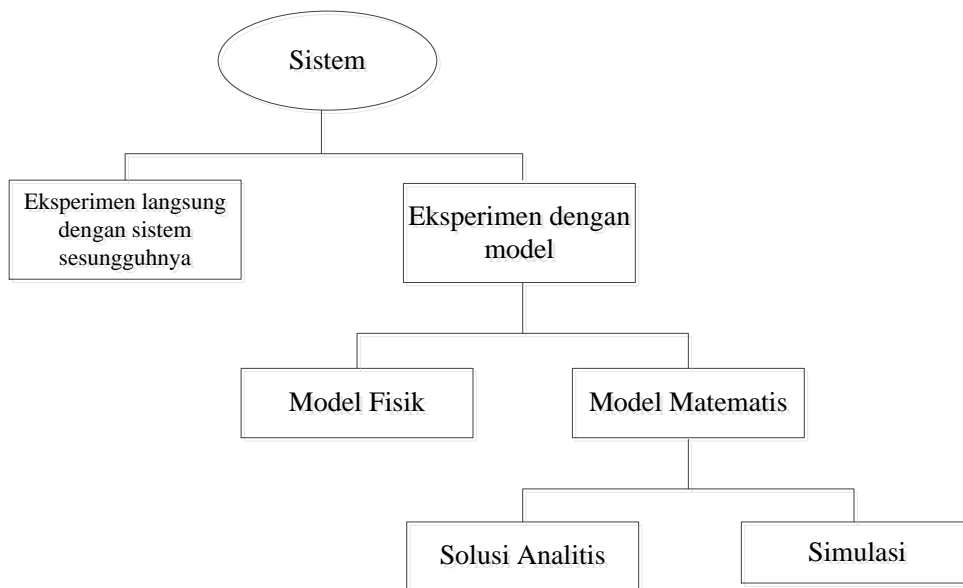 Sistem
Eksperimen langsung
dengan sistem
sesungguhnya
Eksperimen dengan
model
Model Fisik
Model Matematis
Solusi Analitis
Simulasi